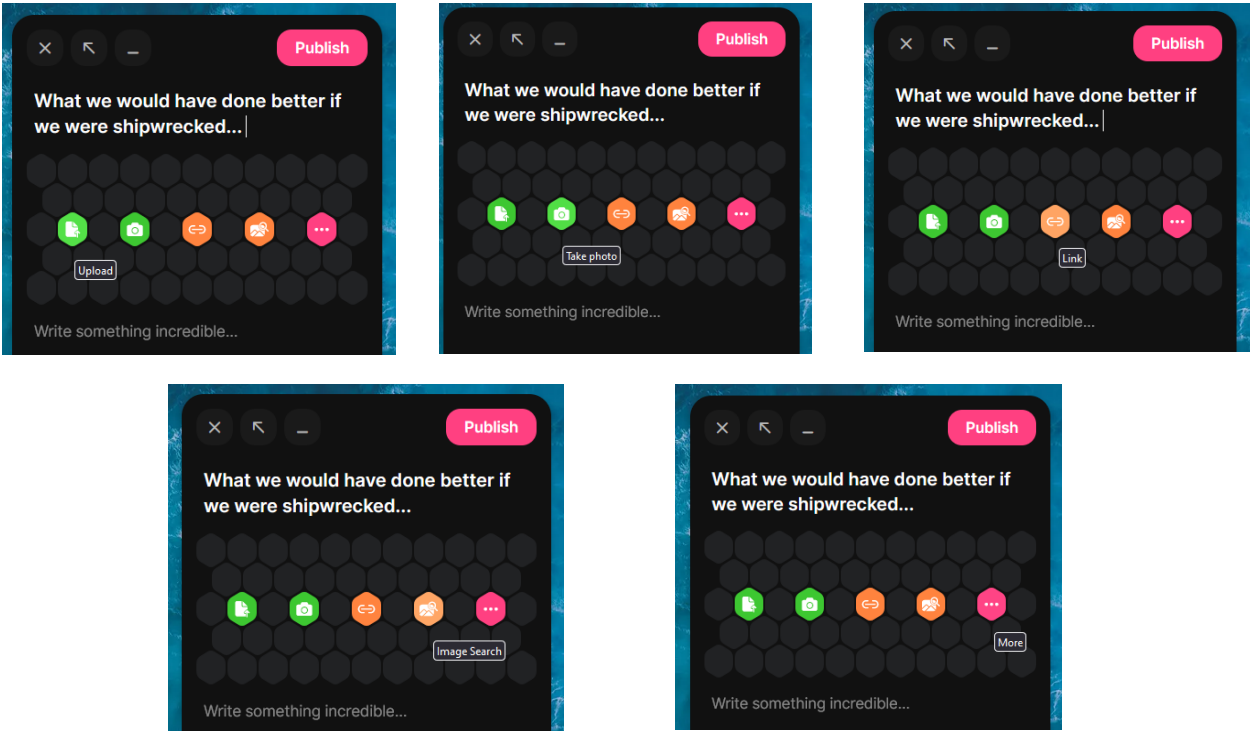 Publish
What we would have done better if
we were shipwrecked...
Upload
Write something incredible...
Publish
What we would have done better if
we were shipwrecked...
Take photo
Write something incredible...
Publish
What we would have done better if
we were shipwrecked...
Link
Write something incredible...
Publish
What we would have done better if
we were shipwrecked...
Image Search
Write something incredible...
Publish
What we would have done better if
we were shipwrecked...
More
Write something incredible...